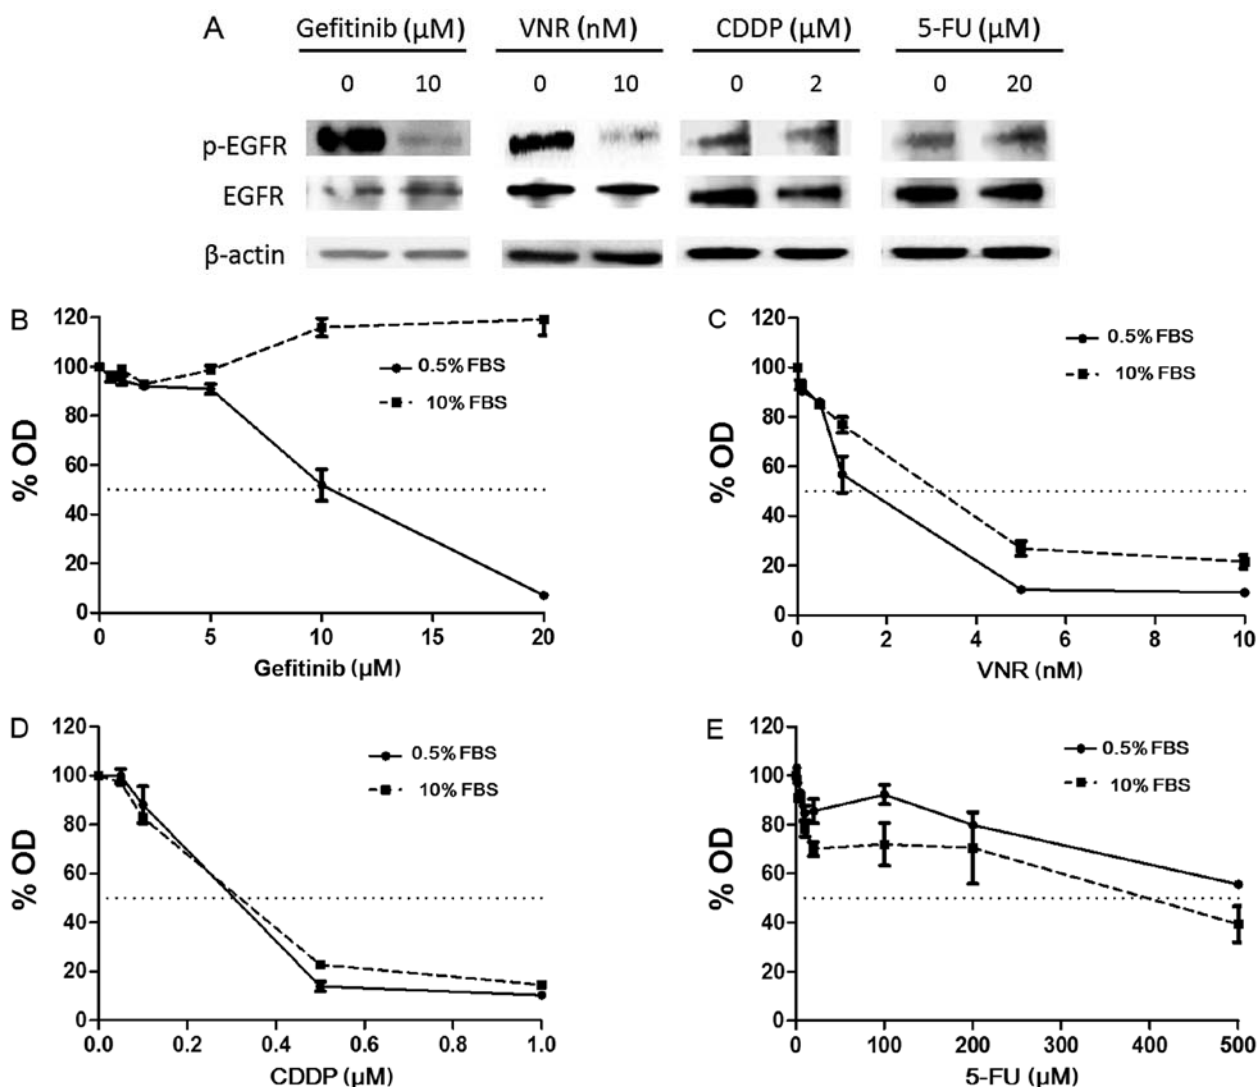 A
Gefitinib (μM) VNR (nM) CDDP (μM) 5-FU (μM)
0 10 0 10 0 2 0 20
p-EGFR
EGFR
β-actin
B
120
100
80
60
40
20
0
% OD
0.5% FBS
10% FBS
0 5 10 15 20
Gefitinib (μM)
C
120
100
80
60
40
20
0
% OD
0.5% FBS
10% FBS
0 2 4 6 8 10
VNR (nM)
D
120
100
80
60
40
20
0
% OD
0.5% FBS
10% FBS
0.0 0.2 0.4 0.6 0.8 1.0
CDDP (μM)
E
120
100
80
60
40
20
0
% OD
0.5% FBS
10% FBS
0 100 200 300 400 500
5-FU (μM)